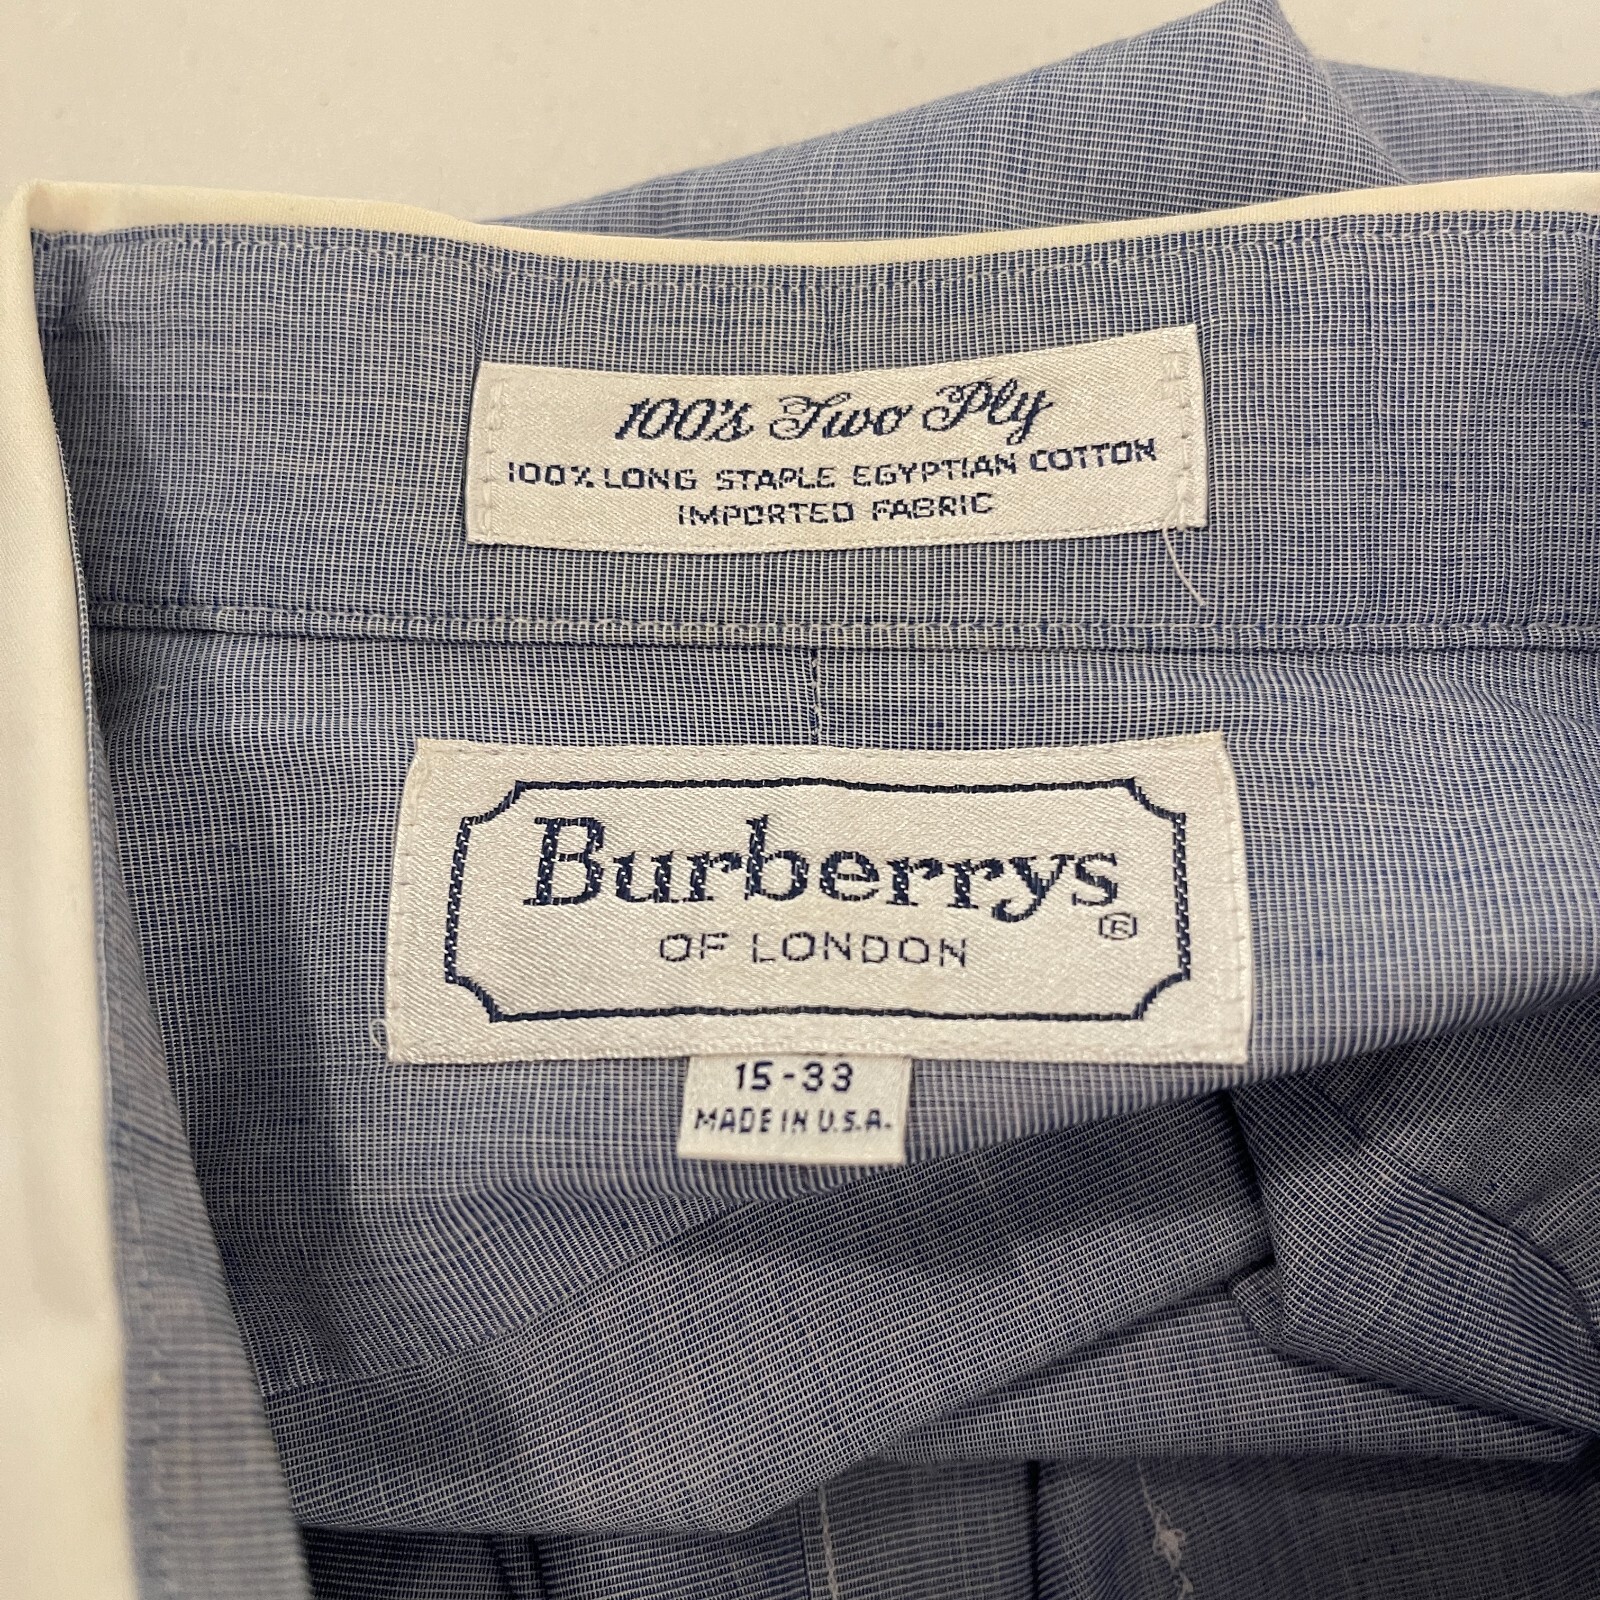 100's Two Ply
100% LONG STAPLE EGYPTIAN COTTON
IMPORTED FABRIC
Burberrys
®
OF LONDON
15-33
MADE IN U.S.A.